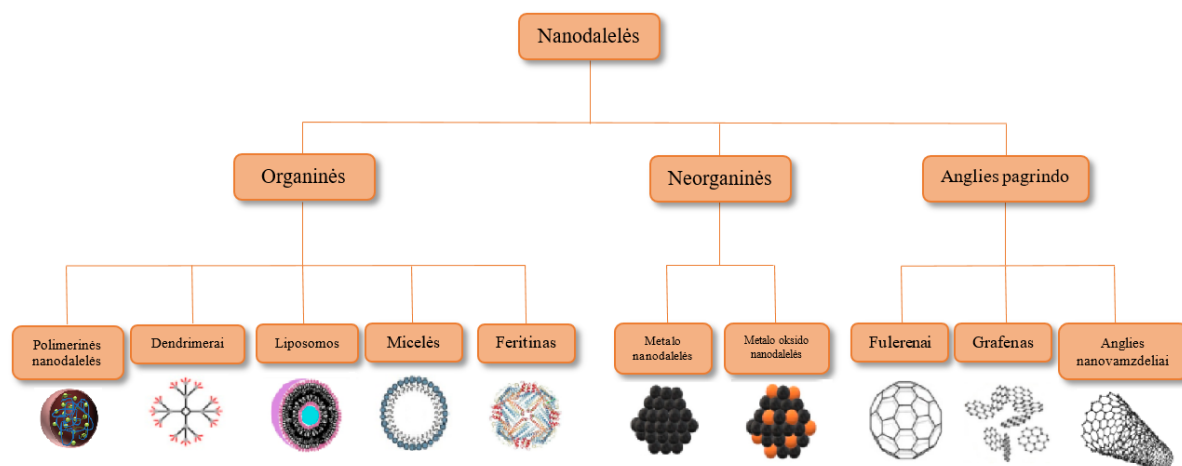 Nanodalelės
Organinės
Neorganinės
Anglies pagrindo
Polimerinės
nanodalelės
Dendrimerai
Liposomos
Micelės
Feritinas
Metalo
nanodalelės
Metalo oksido
nanodalelės
Fulerenai
Grafenas
Anglies
nanovamzdeliai